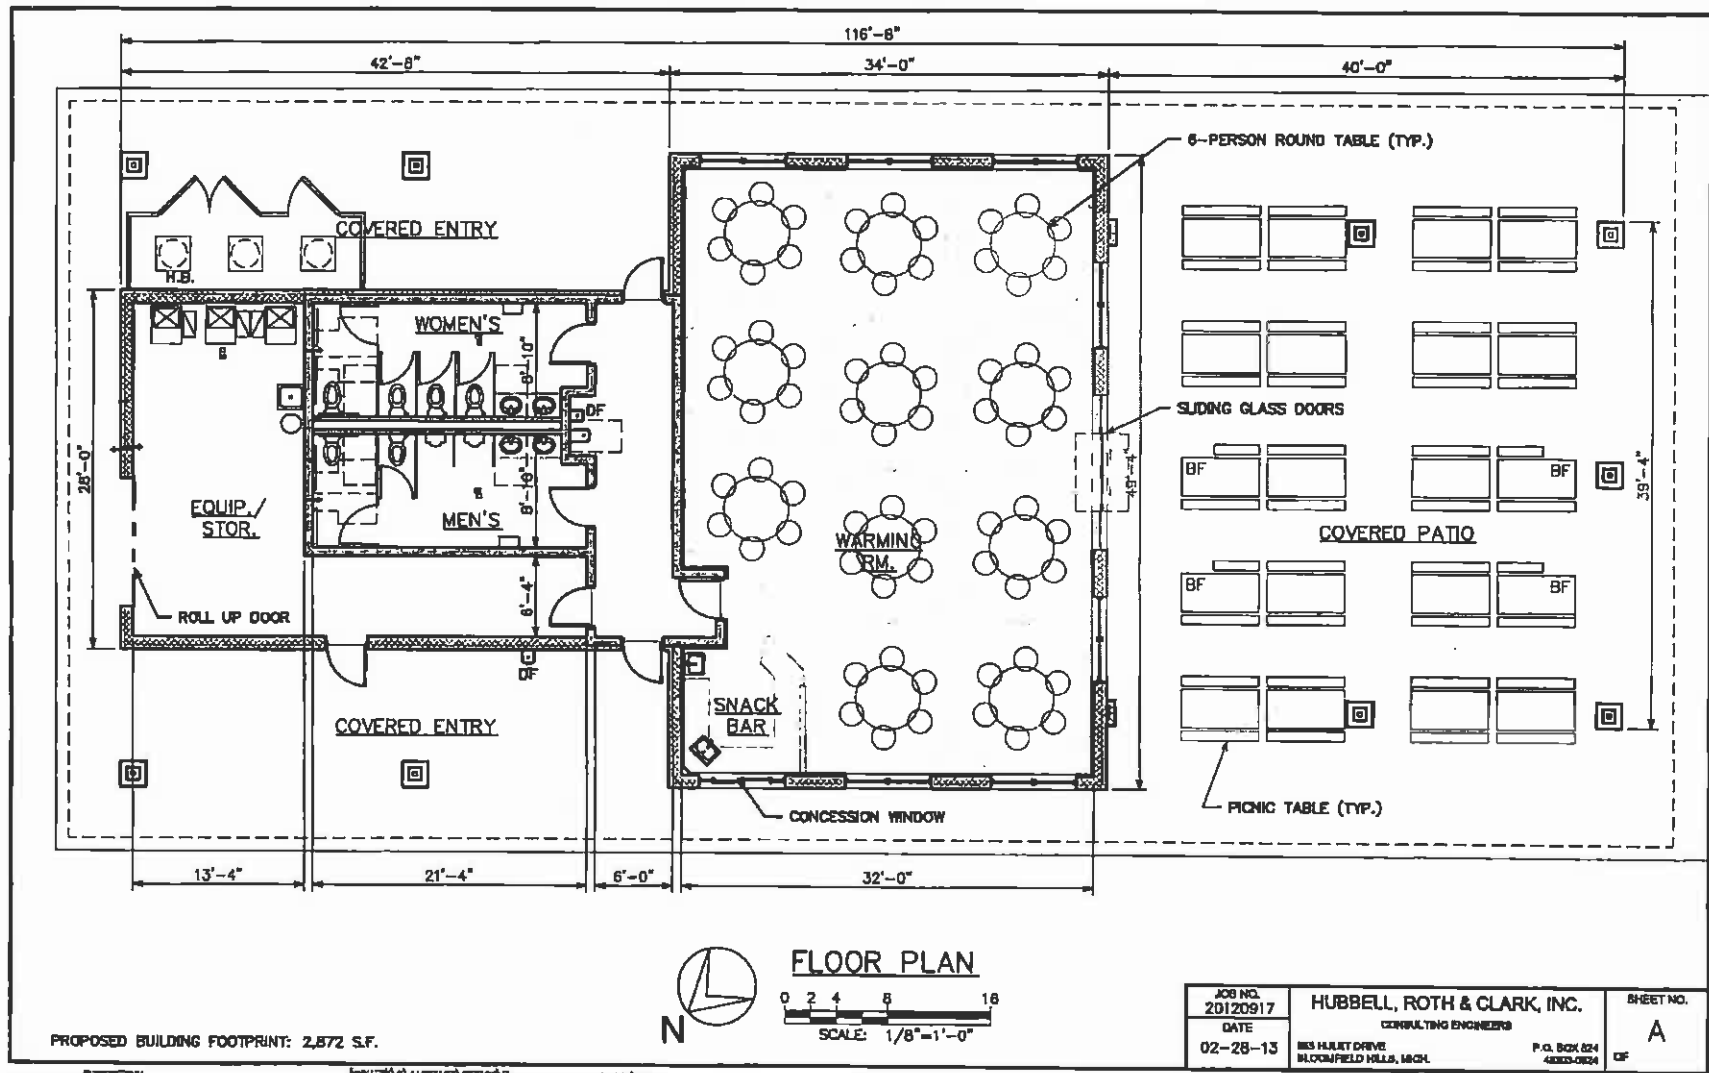 116'-8"
42'-8"
34'-0"
40'-0"
6-PERSON ROUND TABLE (TYP.)
COVERED ENTRY
H.B.
WOMEN'S
8'-10"
DF
SLIDING GLASS DOORS
28'-0"
39'-4"
BF
BF
EQUIP./
STOR.
MEN'S
8'-10"
WARMING
RM.
COVERED PATIO
BF
BF
6'-4"
ROLL UP DOOR
DF
SNACK
BAR
COVERED ENTRY
PICNIC TABLE (TYP.)
CONCESSION WINDOW
13'-4"
21'-4"
6'-0"
32'-0"
N
FLOOR PLAN
0 2 4 8 16
SCALE: 1/8"=1'-0"
PROPOSED BUILDING FOOTPRINT: 2,872 S.F.
JOB NO.
20120917
DATE
02-28-13
HUBBELL, ROTH & CLARK, INC.
CONSULTING ENGINEERS
HULET DRIVE
BLOOMFIELD HILLS, MICH.
P.O. BOX 824
SHEET NO.
A
OF